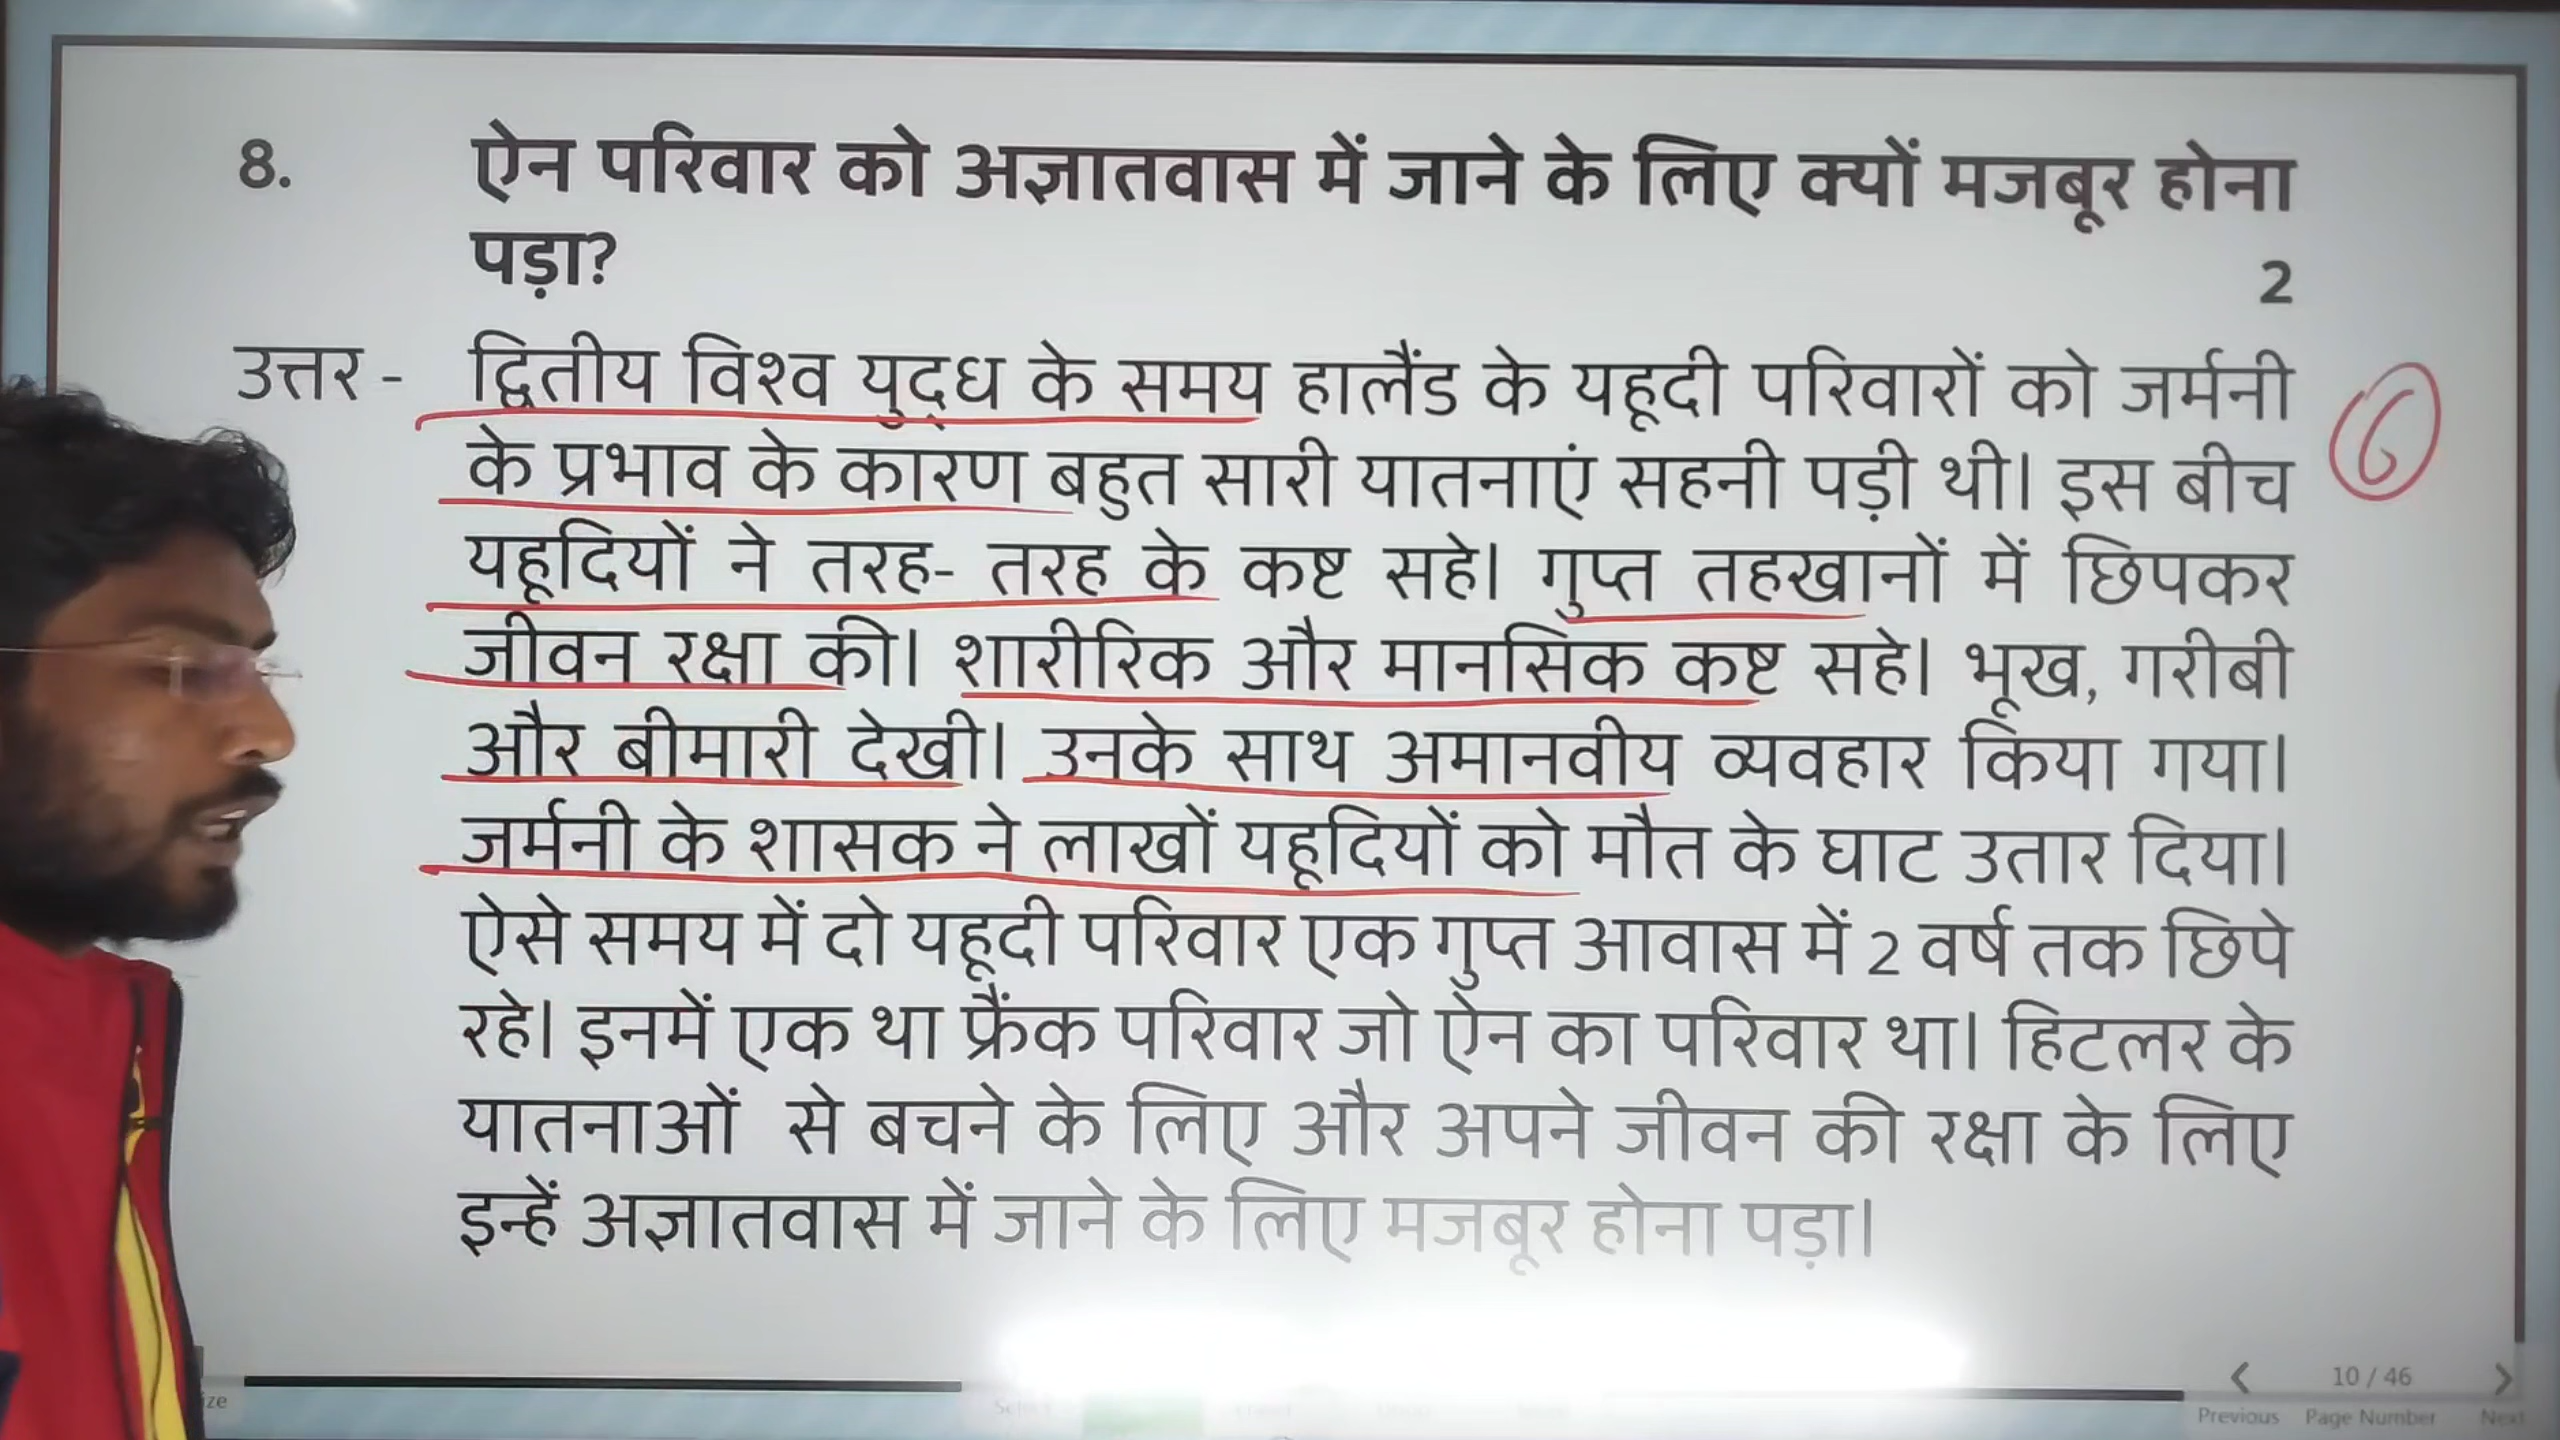 8. ऐन परिवार को अज्ञातवास में जाने के लिए क्यों मजबूर होना
पड़ा? 2
उत्तर - द्वितीय विश्व युद्ध के समय हालैंड के यहूदी परिवारों को जर्मनी
के प्रभाव के कारण बहुत सारी यातनाएं सहनी पड़ी थी। इस बीच
यहूदियों ने तरह- तरह के कष्ट सहे। गुप्त तहखानों में छिपकर
जीवन रक्षा की। शारीरिक और मानसिक कष्ट सहे। भूख, गरीबी
और बीमारी देखी। उनके साथ अमानवीय व्यवहार किया गया।
जर्मनी के शासक ने लाखों यहूदियों को मौत के घाट उतार दिया।
ऐसे समय में दो यहूदी परिवार एक गुप्त आवास में 2 वर्ष तक छिपे
रहे। इनमें एक था फ्रैंक परिवार जो ऐन का परिवार था। हिटलर के
यातनाओं से बचने के लिए और अपने जीवन की रक्षा के लिए
इन्हें अज्ञातवास में जाने के लिए मजबूर होना पड़ा।
6
10 / 46
Previous Page Number Next